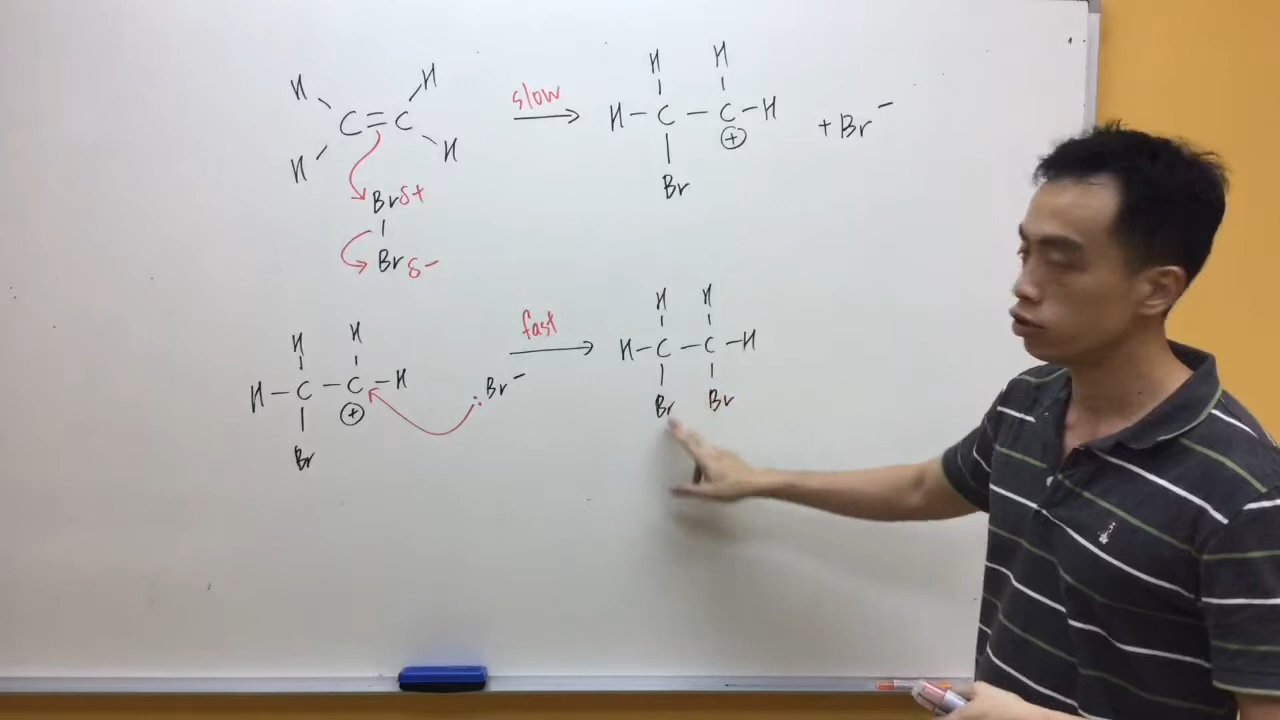 H H H H
C=C slow H-C-C-H + Br⁻
H H ⊕
Brδ+ Br
Brδ-
H H fast H H
H-C-C-H :Br⁻ H-C-C-H
⊕ Br Br
Br